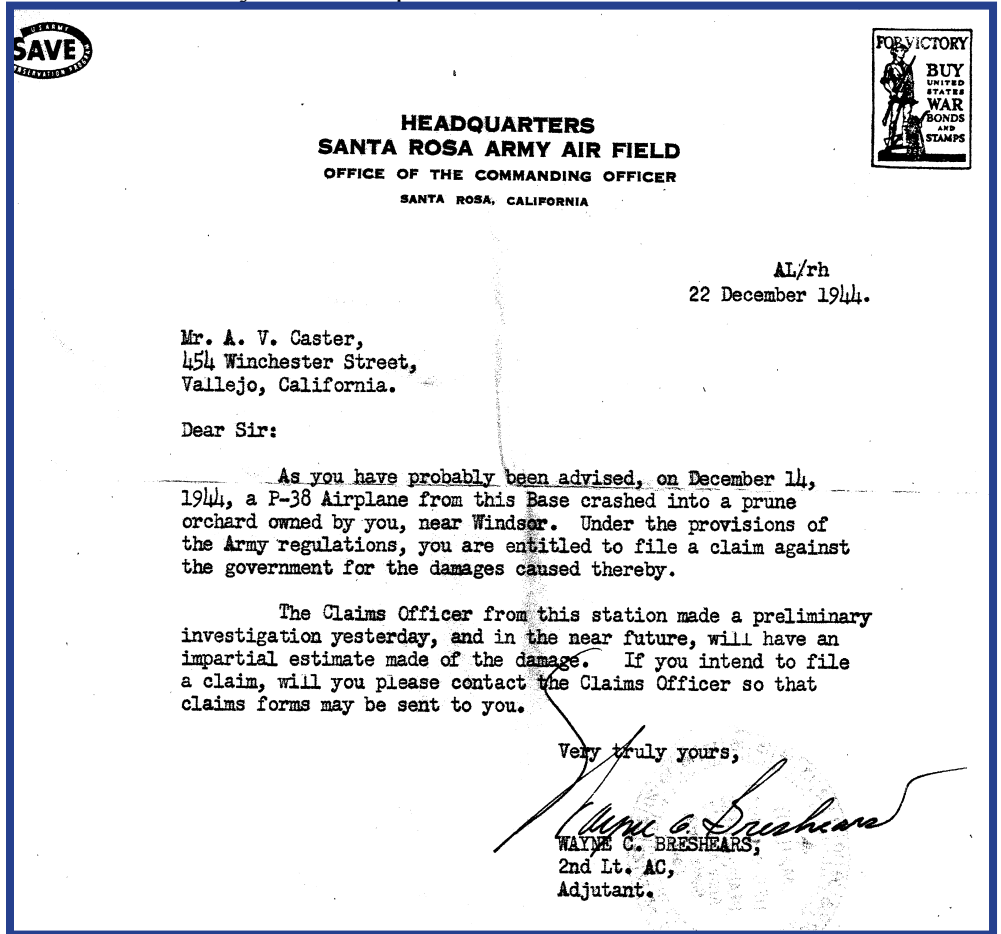 U S ARMY
SAVE
CONSERVATION PROGRAM
FOR VICTORY
BUY
UNITED
STATES
WAR
BONDS
AND
STAMPS
HEADQUARTERS
SANTA ROSA ARMY AIR FIELD
OFFICE OF THE COMMANDING OFFICER
SANTA ROSA, CALIFORNIA
AL/rh
22 December 1944.
Mr. A. V. Caster,
454 Winchester Street,
Vallejo, California.
Dear Sir:
As you have probably been advised, on December 14,
1944, a P-38 Airplane from this Base crashed into a prune
orchard owned by you, near Windsor. Under the provisions of
the Army regulations, you are entitled to file a claim against
the government for the damages caused thereby.
The Claims Officer from this station made a preliminary
investigation yesterday, and in the near future, will have an
impartial estimate made of the damage. If you intend to file
a claim, will you please contact the Claims Officer so that
claims forms may be sent to you.
Very truly yours,
Wayne C. Breshears
WAYNE C. BRESHEARS,
2nd Lt. AC,
Adjutant.